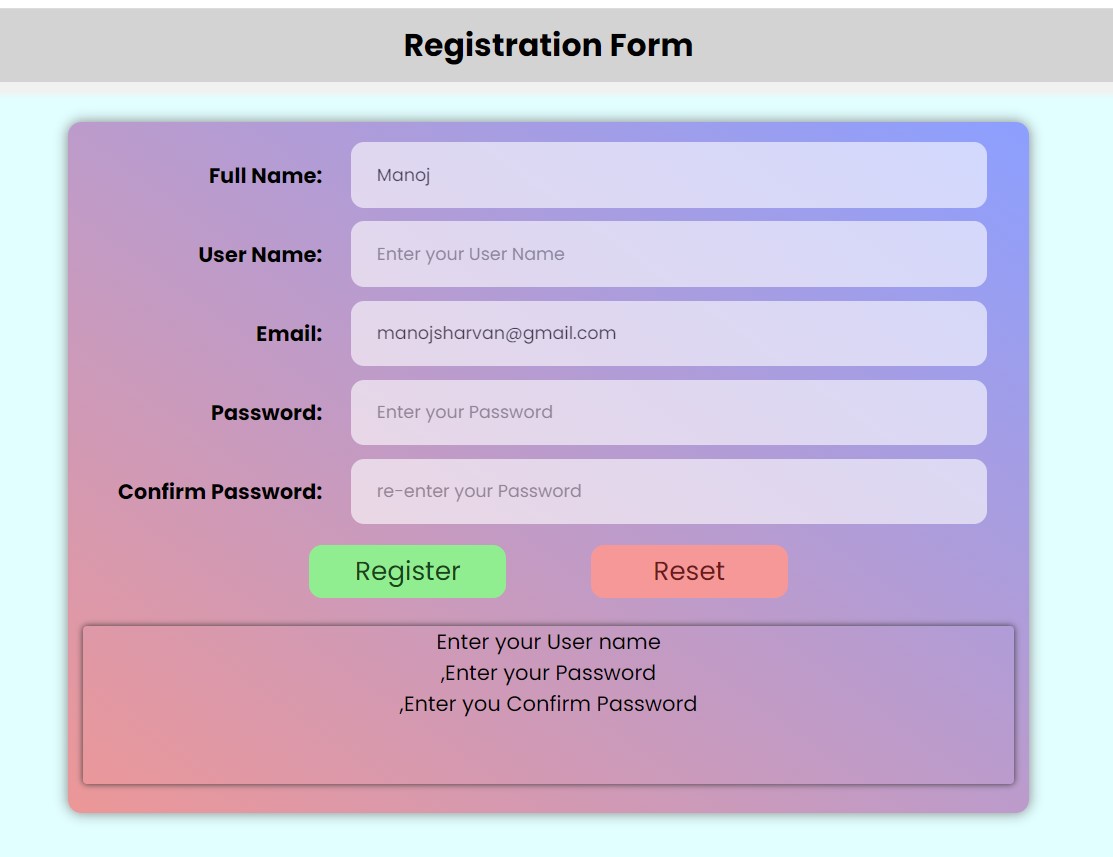 Registration Form
Full Name: Manoj
User Name: Enter your User Name
Email: manojsharvan@gmail.com
Password: Enter your Password
Confirm Password: re-enter your Password
Register Reset
Enter your User name
,Enter your Password
,Enter you Confirm Password